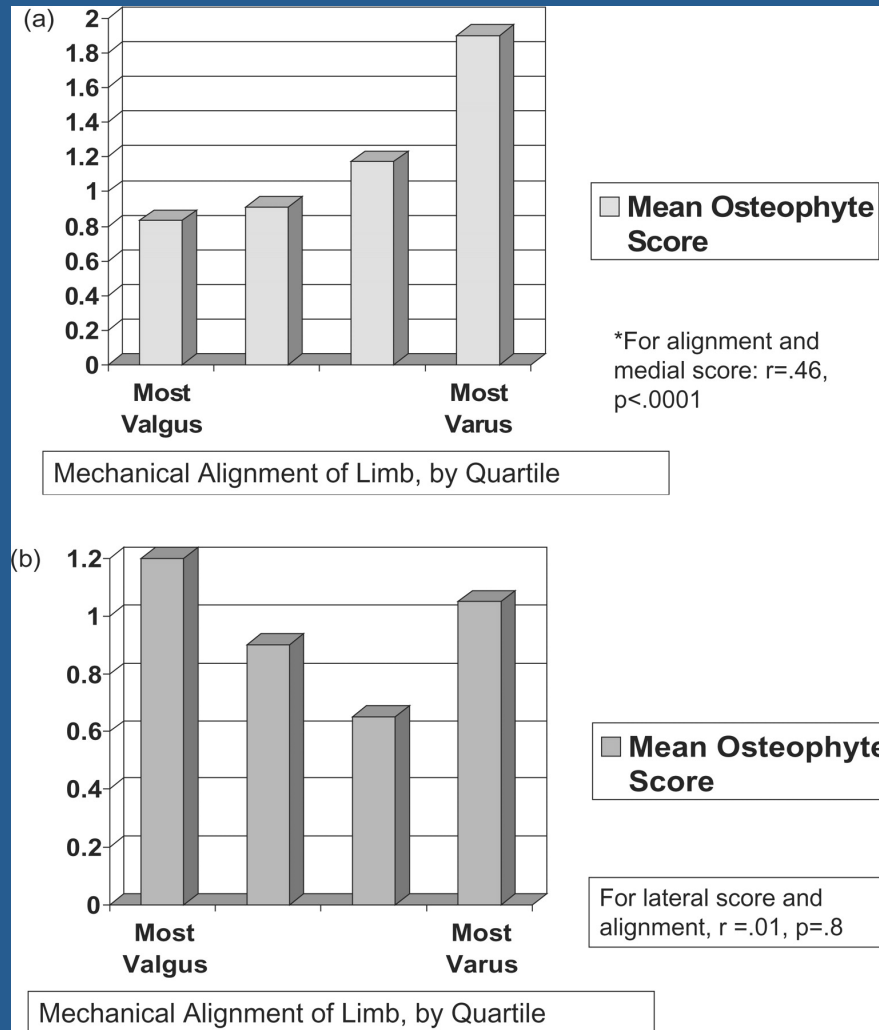 (a)
2
1.8
1.6
1.4
1.2
1
0.8
0.6
0.4
0.2
0
Most
Valgus
Most
Varus
Mean Osteophyte
Score
*For alignment and
medial score: r=.46,
p<.0001
Mechanical Alignment of Limb, by Quartile
(b)
1.2
1
0.8
0.6
0.4
0.2
0
Most
Valgus
Most
Varus
Mean Osteophyte
Score
For lateral score and
alignment, r =.01, p=.8
Mechanical Alignment of Limb, by Quartile